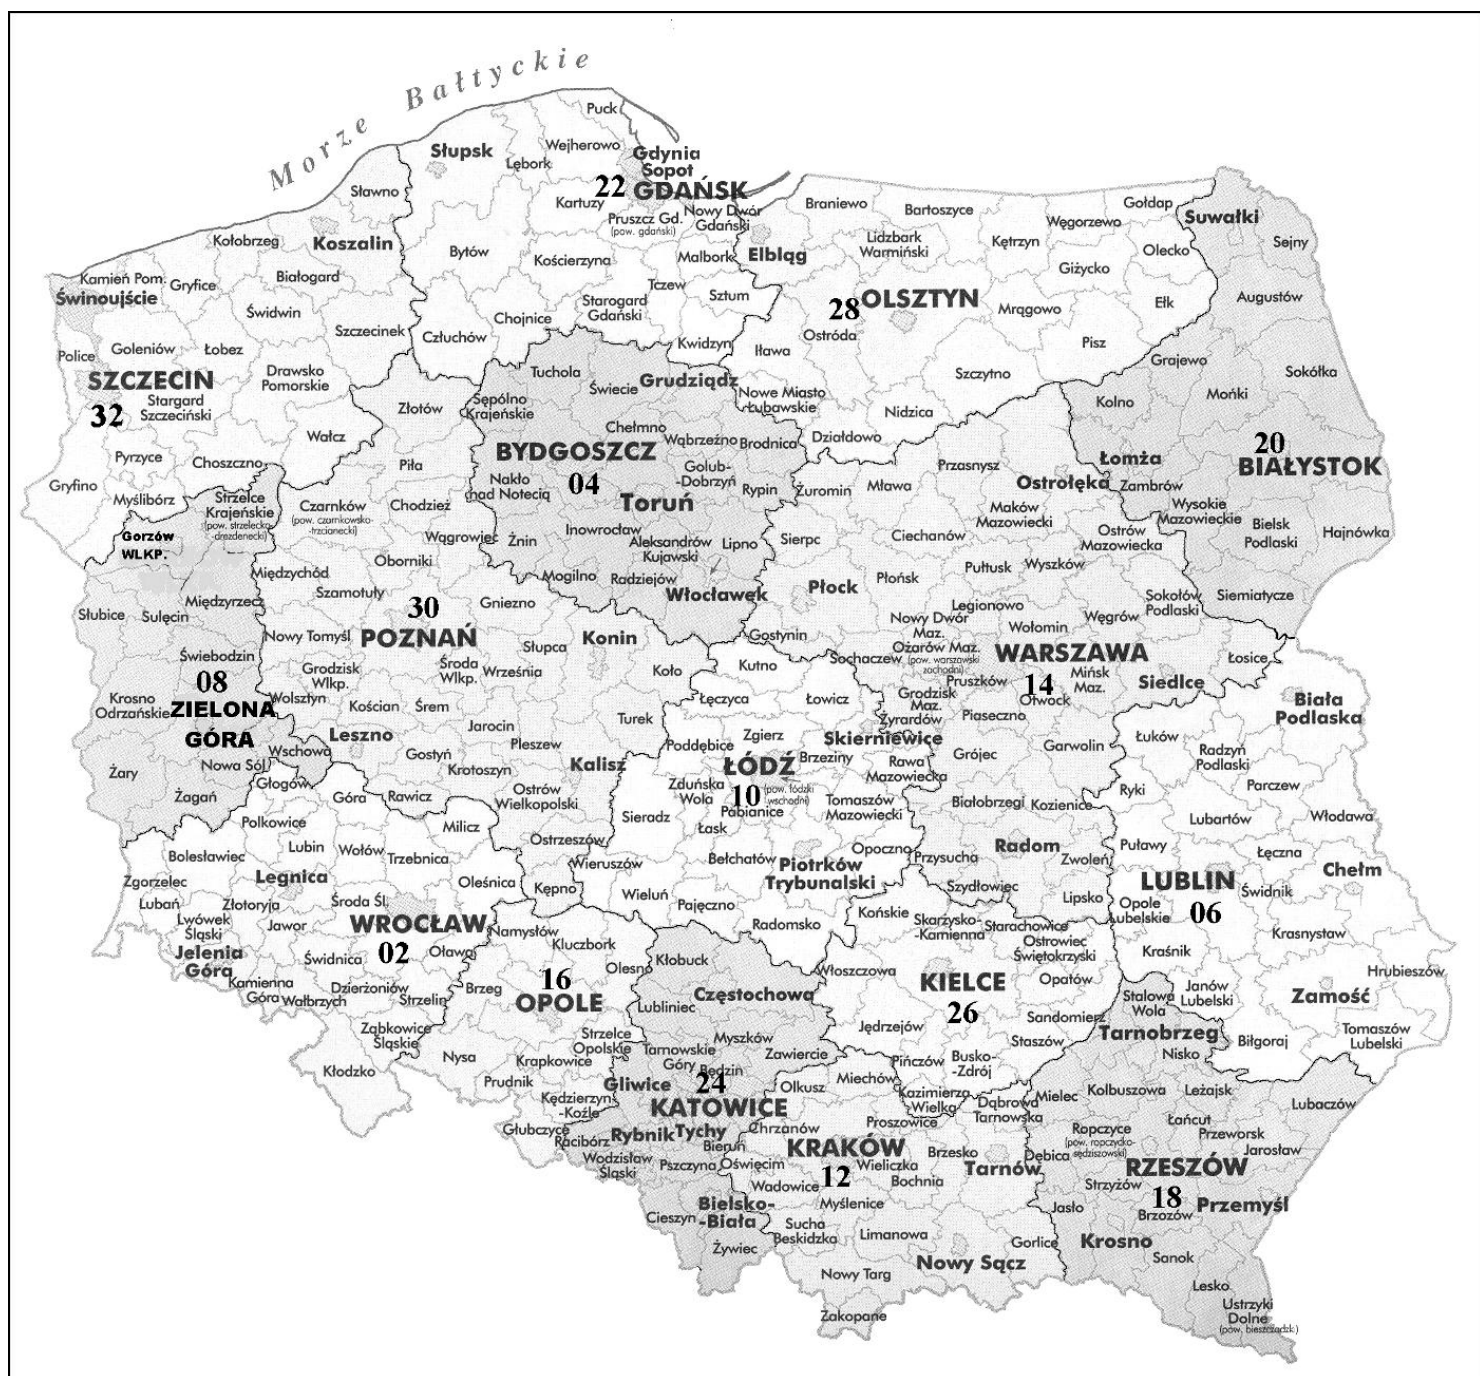 Morze Bałtyckie
Puck
Słupsk
Wejherowo
Lębork
Gdynia
Sopot
22 GDAŃSK
Sławno
Kartuzy
Pruszcz Gd.
(pow. gdański)
Nowy Dwór
Gdański
Braniewo
Bartoszyce
Węgorzewo
Gołdap
Suwałki
Kołobrzeg
Koszalin
Bytów
Kościerzyna
Malbork
Elbląg
Lidzbark
Warmiński
Kętrzyn
Olecko
Sejny
Kamień Pom.
Gryfice
Białogard
Świnoujście
Tczew
Sztum
Giżycko
28 OLSZTYN
Mrągowo
Ełk
Augustów
Świdwin
Szczecinek
Człuchów
Chojnice
Starogard
Gdański
Kwidzyn
Iława
Ostróda
Pisz
Police
Goleniów
Łobez
Drawsko
Pomorskie
SZCZECIN
32
Stargard
Szczeciński
Tuchola
Świecie
Grudziądz
Nowe Miasto
Lubawskie
Szczytno
Grajewo
Sokółka
Mońki
Kolno
Złotów
Sępólno
Krajeńskie
Nidzica
Działdowo
Wałcz
Chełmno
Wąbrzeźno
Brodnica
BYDGOSZCZ
04
20
BIAŁYSTOK
Łomża
Pyrzyce
Choszczno
Piła
Nakło
nad Notecią
Golub-
-Dobrzyń
Rypin
Żuromin
Mława
Przasnysz
Ostrołęka
Zambrów
Gryfino
Myślibórz
Strzelce
Krajeńskie
(pow. strzelecko-
-drezdenecki)
Czarnków
(pow. czarnkowsko-
-trzcianecki)
Chodzież
Toruń
Maków
Mazowiecki
Wysokie
Mazowieckie
Bielsk
Podlaski
Hajnówka
Gorzów
WLKP.
Wągrowiec
Żnin
Inowrocław
Aleksandrów
Kujawski
Lipno
Sierpc
Ciechanów
Ostrów
Mazowiecka
Międzychód
Oborniki
Szamotuły
Mogilno
Radziejów
Włocławek
Płock
Płońsk
Pułtusk
Wyszków
Słubice
Sulęcin
Międzyrzecz
30
POZNAŃ
Gniezno
Nowy Dwór
Maz.
Legionowo
Wołomin
Węgrów
Sokołów
Podlaski
Siemiatycze
Nowy Tomyśl
Słupca
Konin
Gostynin
Sochaczew
Ożarów Maz.
(pow. warszawski
zachodni)
WARSZAWA
14
Łosice
Świebodzin
Grodzisk
Wlkp.
Środa
Wlkp.
Września
Koło
Kutno
Pruszków
Mińsk
Maz.
Siedlce
Otwock
08
ZIELONA
GÓRA
Krosno
Odrzańskie
Wolsztyn
Kościan
Śrem
Łęczyca
Łowicz
Grodzisk
Maz.
Żyrardów
Piaseczno
Biała
Podlaska
Leszno
Jarocin
Turek
Wschowa
Gostyń
Pleszew
Poddębice
Zgierz
Skierniewice
Grójec
Garwolin
Łuków
Radzyń
Podlaski
Żary
Nowa Sól
Krotoszyn
Kalisz
ŁÓDŹ
10
Brzeziny
(pow. łódzki
wschodni)
Rawa
Mazowiecka
Żagań
Głogów
Góra
Rawicz
Ostrów
Wielkopolski
Zduńska
Wola
Pabianice
Tomaszów
Mazowiecki
Białobrzegi
Kozienice
Ryki
Parczew
Polkowice
Milicz
Sieradz
Łask
Lubartów
Włodawa
Bolesławiec
Lubin
Wołów
Trzebnica
Ostrzeszów
Wieruszów
Bełchatów
Piotrków
Trybunalski
Opoczno
Przysucha
Radom
Zwoleń
Puławy
Łęczna
Chełm
Zgorzelec
Legnica
Oleśnica
Kępno
Wieluń
Pajęczno
Szydłowiec
Lipsko
LUBLIN
06
Świdnik
Opole
Lubelskie
Lubań
Złotoryja
Środa Śl.
Lwówek
Śląski
Jawor
WROCŁAW
02
Namysłów
Radomsko
Końskie
Skarżysko-
-Kamienna
Starachowice
Krasnystaw
Jelenia
Góra
Świdnica
Oława
Kluczbork
Olesno
Kłobuck
Włoszczowa
KIELCE
26
Ostrowiec
Świętokrzyski
Opatów
Kraśnik
Kamienna
Góra
Wałbrzych
Dzierżoniów
Strzelin
Brzeg
16
OPOLE
Lubliniec
Częstochowa
Janów
Lubelski
Stalowa
Wola
Zamość
Hrubieszów
Ząbkowice
Śląskie
Jędrzejów
Sandomierz
Staszów
Tarnobrzeg
Nisko
Biłgoraj
Tomaszów
Lubelski
Kłodzko
Nysa
Krapkowice
Strzelce
Opolskie
Tarnowskie
Góry
Myszków
Zawiercie
Będzin
Pińczów
Busko-
-Zdrój
Prudnik
Gliwice
24
KATOWICE
Olkusz
Miechów
Kazimierza
Wielka
Dąbrowa
Tarnowska
Mielec
Kolbuszowa
Leżajsk
Lubaczów
Kędzierzyn
-Koźle
Głubczyce
Racibórz
Rybnik
Tychy
Bieruń
Chrzanów
Proszowice
Ropczyce
(pow. ropczycko-
sędziszowski)
Łańcut
Przeworsk
Jarosław
Wodzisław
Śląski
Pszczyna
Oświęcim
KRAKÓW
12
Wieliczka
Bochnia
Brzesko
Tarnów
Dębica
RZESZÓW
18
Strzyżów
Wadowice
Myślenice
Cieszyn
Bielsko-
-Biała
Sucha
Beskidzka
Limanowa
Jasło
Brzozów
Przemyśl
Żywiec
Gorlice
Krosno
Sanok
Nowy Targ
Nowy Sącz
Lesko
Zakopane
Ustrzyki
Dolne
(pow. bieszczadzki)